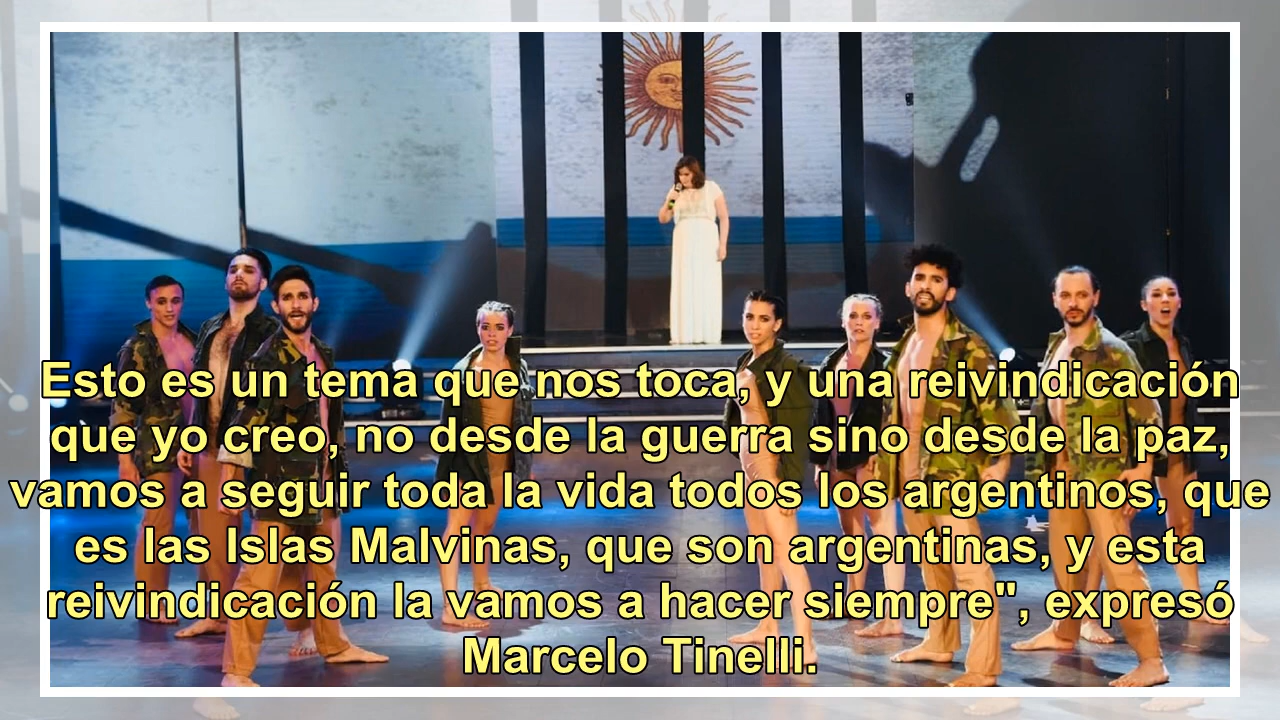 Esto es un tema que nos toca, y una reivindicación
que yo creo, no desde la guerra sino desde la paz,
vamos a seguir toda la vida todos los argentinos, que
es las Islas Malvinas, que son argentinas, y esta
reivindicación la vamos a hacer siempre", expresó
Marcelo Tinelli.